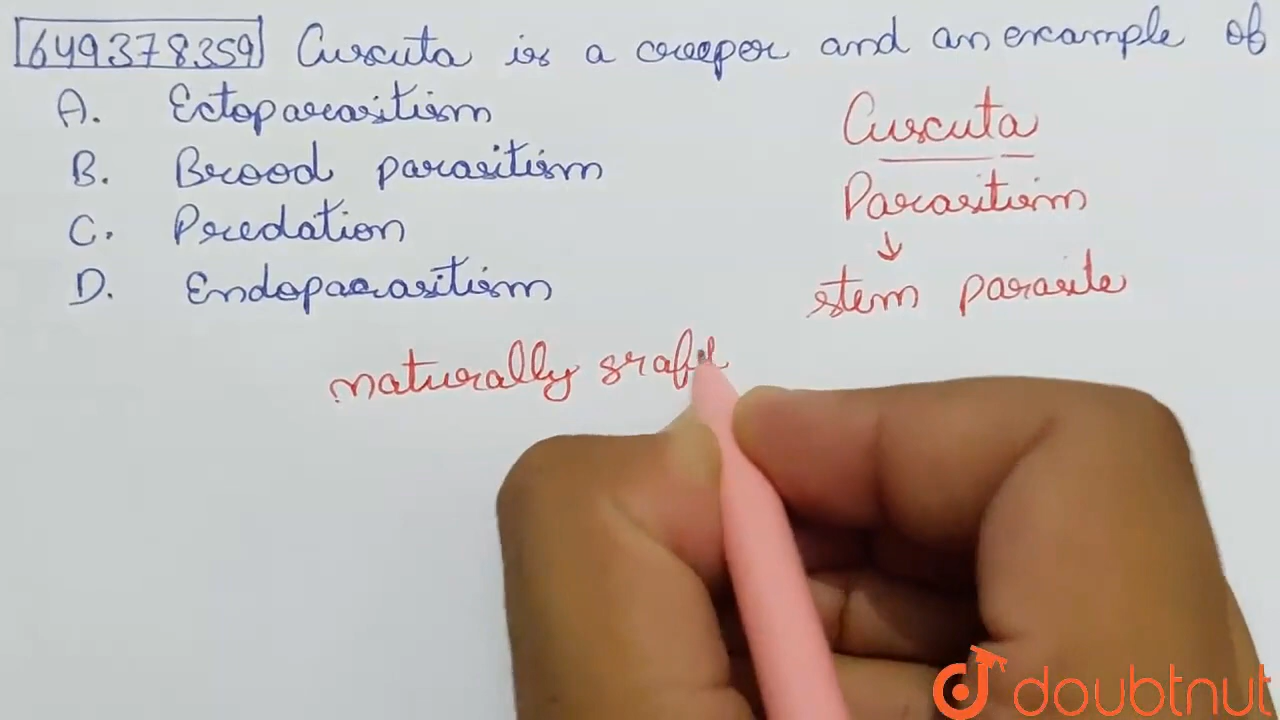 649378359 Cuscuta is a creeper and an example of
A. Ectoparasitism
B. Brood parasitism
C. Predation
D. Endoparasitism
Cuscuta
Parasitism
↓
stem parasite
naturally
doubtnut